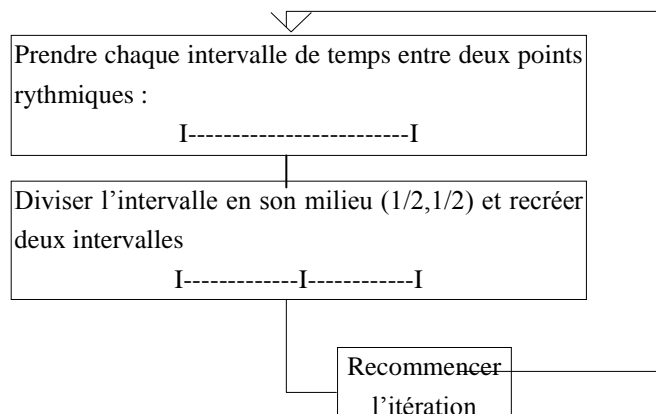 Prendre chaque intervalle de temps entre deux points
rythmiques :
I-------------------------I
Diviser l’intervalle en son milieu (1/2,1/2) et recréer
deux intervalles
I-------------I------------I
Recommencer
l’itération